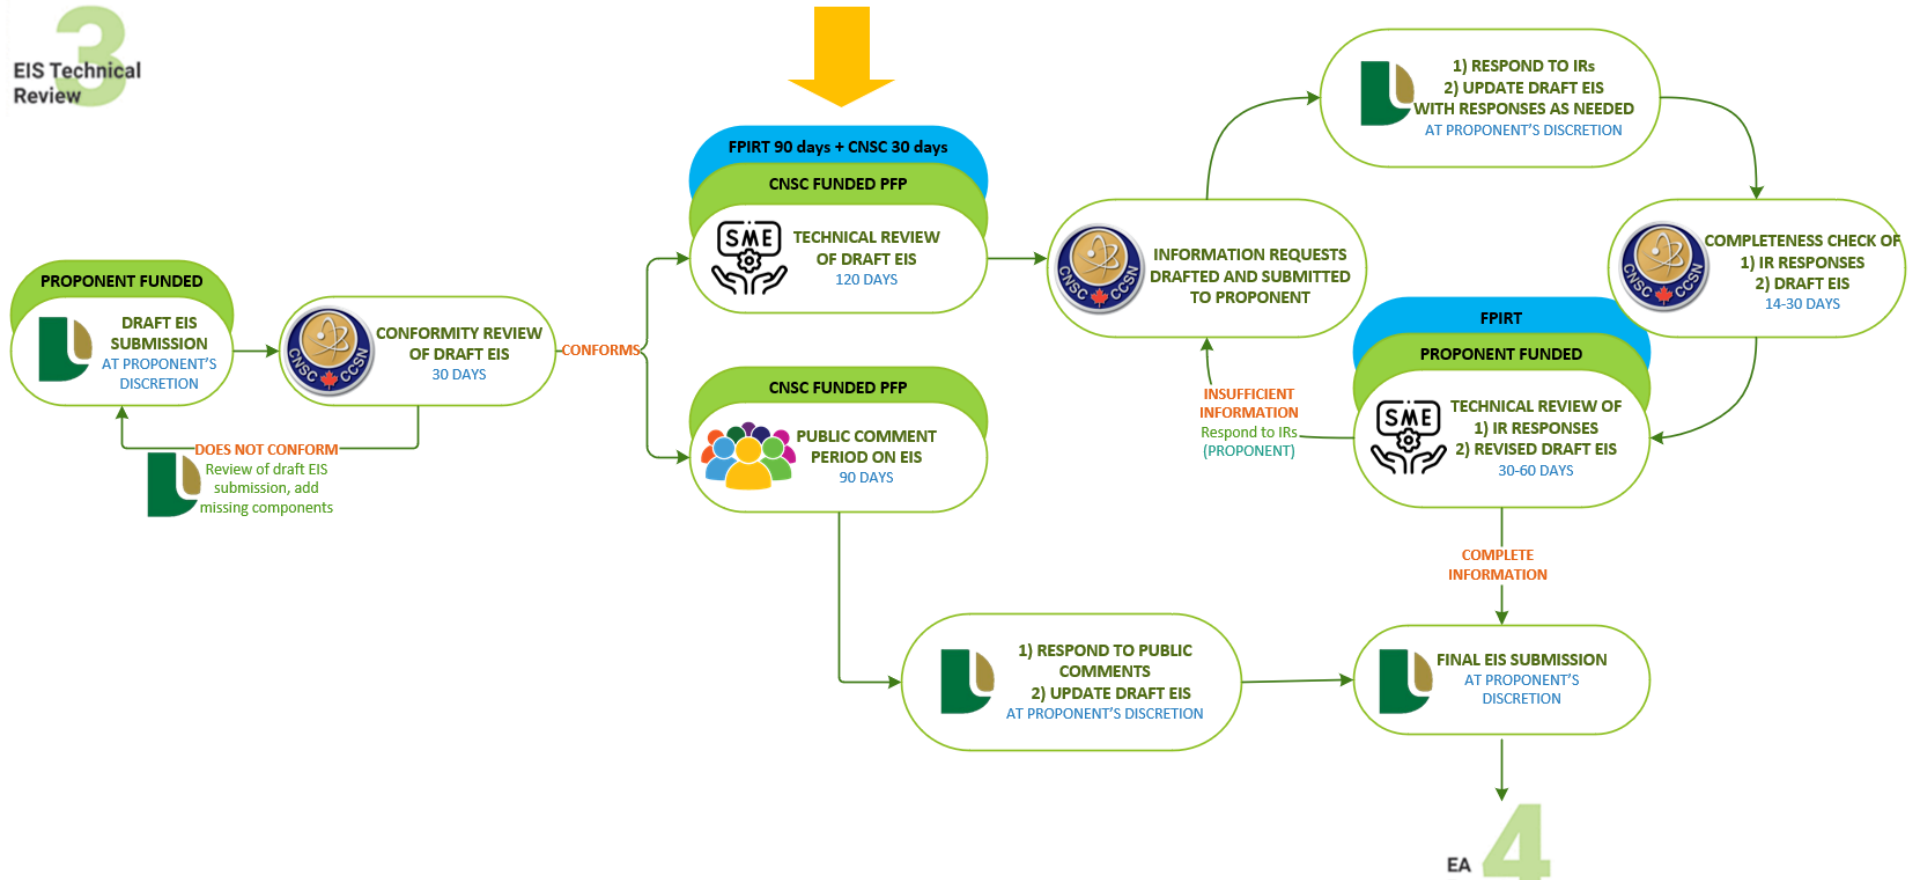 3
EIS Technical
Review
PROPONENT FUNDED
DRAFT EIS
SUBMISSION
AT PROPONENT'S
DISCRETION
CNSC CCSN
CONFORMITY REVIEW
OF DRAFT EIS
30 DAYS
DOES NOT CONFORM
Review of draft EIS
submission, add
missing components
CONFORMS
FPIRT 90 days + CNSC 30 days
CNSC FUNDED PFP
SME
TECHNICAL REVIEW
OF DRAFT EIS
120 DAYS
CNSC FUNDED PFP
PUBLIC COMMENT
PERIOD ON EIS
90 DAYS
CNSC CCSN
INFORMATION REQUESTS
DRAFTED AND SUBMITTED
TO PROPONENT
1) RESPOND TO IRs
2) UPDATE DRAFT EIS
WITH RESPONSES AS NEEDED
AT PROPONENT'S DISCRETION
CNSC CCSN
COMPLETENESS CHECK OF
1) IR RESPONSES
2) DRAFT EIS
14-30 DAYS
FPIRT
PROPONENT FUNDED
SME
TECHNICAL REVIEW OF
1) IR RESPONSES
2) REVISED DRAFT EIS
30-60 DAYS
INSUFFICIENT
INFORMATION
Respond to IRs
(PROPONENT)
COMPLETE
INFORMATION
1) RESPOND TO PUBLIC
COMMENTS
2) UPDATE DRAFT EIS
AT PROPONENT'S DISCRETION
FINAL EIS SUBMISSION
AT PROPONENT'S
DISCRETION
4
EA